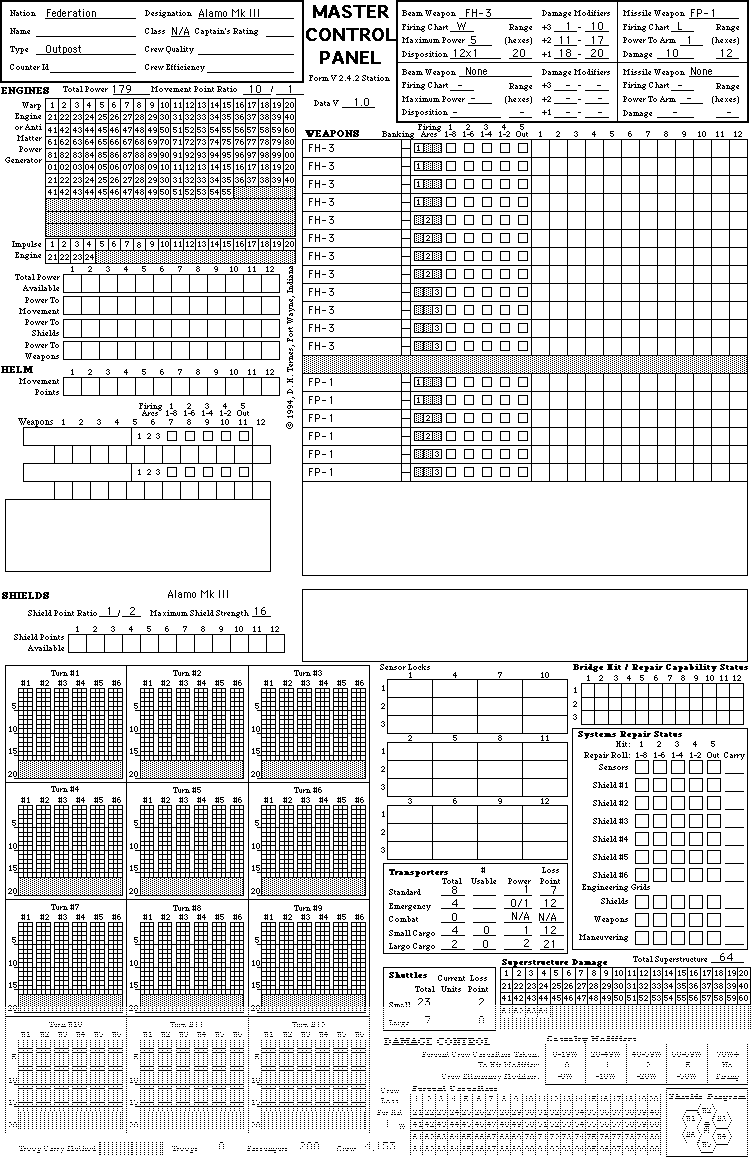 Nation Federation Designation Alamo Mk III
Name Class N/A Captain's Rating
Type Outpost Crew Quality
Counter Id Crew Efficiency
MASTER
CONTROL
PANEL
Form V 2.4.2 Station
Data V 1.0
Beam Weapon FH-3 Damage Modifiers
Firing Chart W +3 1 - 10 Range
Maximum Power 5 +2 11 - 17 (hexes)
Disposition 12x1 20 +1 18 - 20
Missile Weapon FP-1
Firing Chart L Range
Power To Arm 1 (hexes)
Damage 10 12
Beam Weapon None Damage Modifiers
Firing Chart - +3 - - - Range
Maximum Power - +2 - - - (hexes)
Disposition - - +1 - - -
Missile Weapon None
Firing Chart - Range
Power To Arm - (hexes)
Damage - -
ENGINES Total Power 179 Movement Point Ratio 10 / 1
Warp Engine or Anti Matter Power Generator
1 2 3 4 5 6 7 8 9 10 11 12 13 14 15 16 17 18 19 20
21 22 23 24 25 26 27 28 29 30 31 32 33 34 35 36 37 38 39 40
41 42 43 44 45 46 47 48 49 50 51 52 53 54 55 56 57 58 59 60
61 62 63 64 65 66 67 68 69 70 71 72 73 74 75 76 77 78 79 80
81 82 83 84 85 86 87 88 89 90 91 92 93 94 95 96 97 98 99 00
01 02 03 04 05 06 07 08 09 10 11 12 13 14 15 16 17 18 19 20
21 22 23 24 25 26 27 28 29 30 31 32 33 34 35 36 37 38 39 40
41 42 43 44 45 46 47 48 49 50 51 52 53 54 55
Impulse Engine
1 2 3 4 5 6 7 8 9 10 11 12 13 14 15 16 17 18 19 20
21 22 23 24
1 2 3 4 5 6 7 8 9 10 11 12
Total Power Available
Power To Movement
Power To Shields
Power To Weapons
© 1994, D. H. Ternes, Fort Wayne, Indiana
HELM
1 2 3 4 5 6 7 8 9 10 11 12
Movement Points
Firing Arcs 1 1-8 2 1-6 3 1-4 4 1-2 5 Out
Weapons 1 2 3 4 5 6 7 8 9 10 11 12
1 2 3
1 2 3
WEAPONS Banking Firing Arcs 1 1-8 2 1-6 3 1-4 4 1-2 5 Out 1 2 3 4 5 6 7 8 9 10 11 12
FH-3 1
FH-3 1
FH-3 1
FH-3 1
FH-3 2
FH-3 2
FH-3 2
FH-3 2
FH-3 3
FH-3 3
FH-3 3
FH-3 3
FP-1 1
FP-1 1
FP-1 2
FP-1 2
FP-1 3
FP-1 3
SHIELDS Alamo Mk III
Shield Point Ratio 1 / 2 Maximum Shield Strength 16
1 2 3 4 5 6 7 8 9 10 11 12
Shield Points Available
Turn #1 Turn #2 Turn #3
#1 #2 #3 #4 #5 #6 #1 #2 #3 #4 #5 #6 #1 #2 #3 #4 #5 #6
5
10
15
20
Turn #4 Turn #5 Turn #6
#1 #2 #3 #4 #5 #6 #1 #2 #3 #4 #5 #6 #1 #2 #3 #4 #5 #6
5
10
15
20
Turn #7 Turn #8 Turn #9
#1 #2 #3 #4 #5 #6 #1 #2 #3 #4 #5 #6 #1 #2 #3 #4 #5 #6
5
10
15
20
Sensor Locks
1 4 7 10
1
2
3
2 5 8 11
1
2
3
3 6 9 12
1
2
3
Bridge Hit / Repair Capability Status
1 2 3 4 5 6 7 8 9 10 11 12
1
2
3
Systems Repair Status
Hit: 1 2 3 4 5
Repair Roll: 1-8 1-6 1-4 1-2 Out Carry
Sensors
Shield #1
Shield #2
Shield #3
Shield #4
Shield #5
Shield #6
Engineering Grids
Shields
Weapons
Maneuvering
Transporters Total # Usable Power Loss Point
Standard 8 1 7
Emergency 4 0/1 12
Combat 0 N/A N/A
Small Cargo 4 0 1 12
Large Cargo 2 0 2 21
Shuttles Total Current Units Loss Point
Small 23 2
Large 7 0
Superstructure Damage Total Superstructure 64
1 2 3 4 5 6 7 8 9 10 11 12 13 14 15 16 17 18 19 20
21 22 23 24 25 26 27 28 29 30 31 32 33 34 35 36 37 38 39 40
41 42 43 44 45 46 47 48 49 50 51 52 53 54 55 56 57 58 59 60
DAMAGE CONTROL Casualty Modifiers